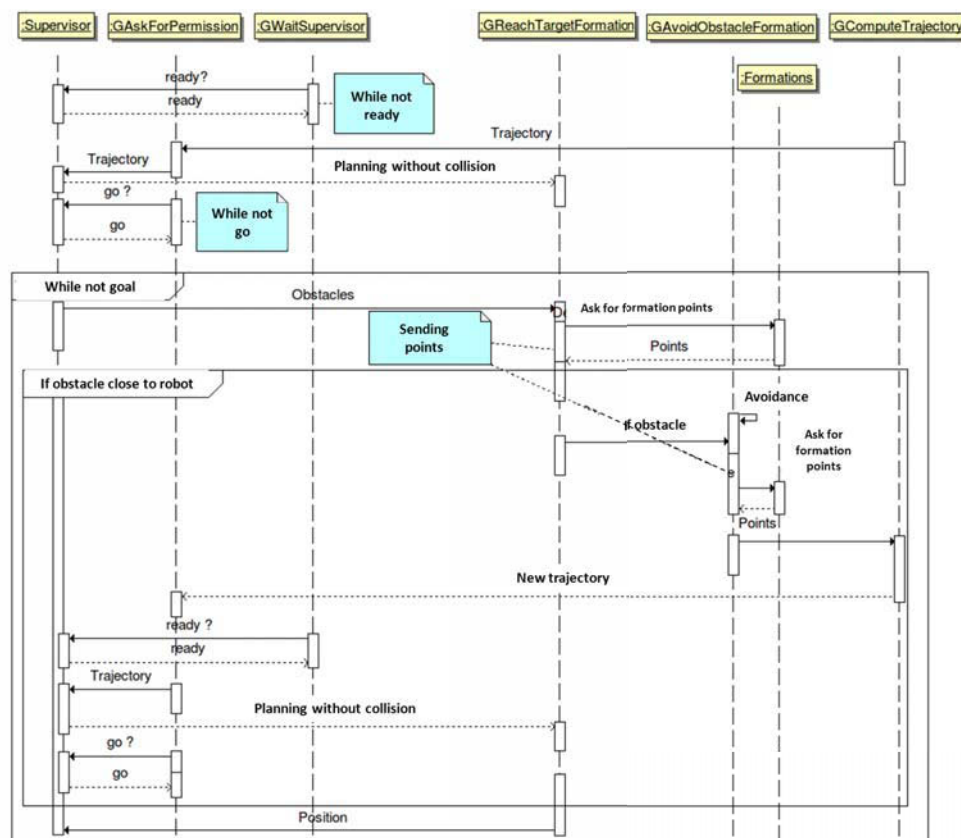 :Supervisor
:GAskForPermission
:GWaitSupervisor
:GReachTargetFormation
:GAvoidObstacleFormation
:GComputeTrajectory
:Formations
ready?
ready
While not
ready
Trajectory
Trajectory
Planning without collision
go ?
go
While not
go
While not goal
Obstacles
Ask for formation points
Sending
points
Points
If obstacle close to robot
Avoidance
If obstacle
Ask for
formation
points
Points
New trajectory
ready ?
ready
Trajectory
Planning without collision
go ?
go
Position